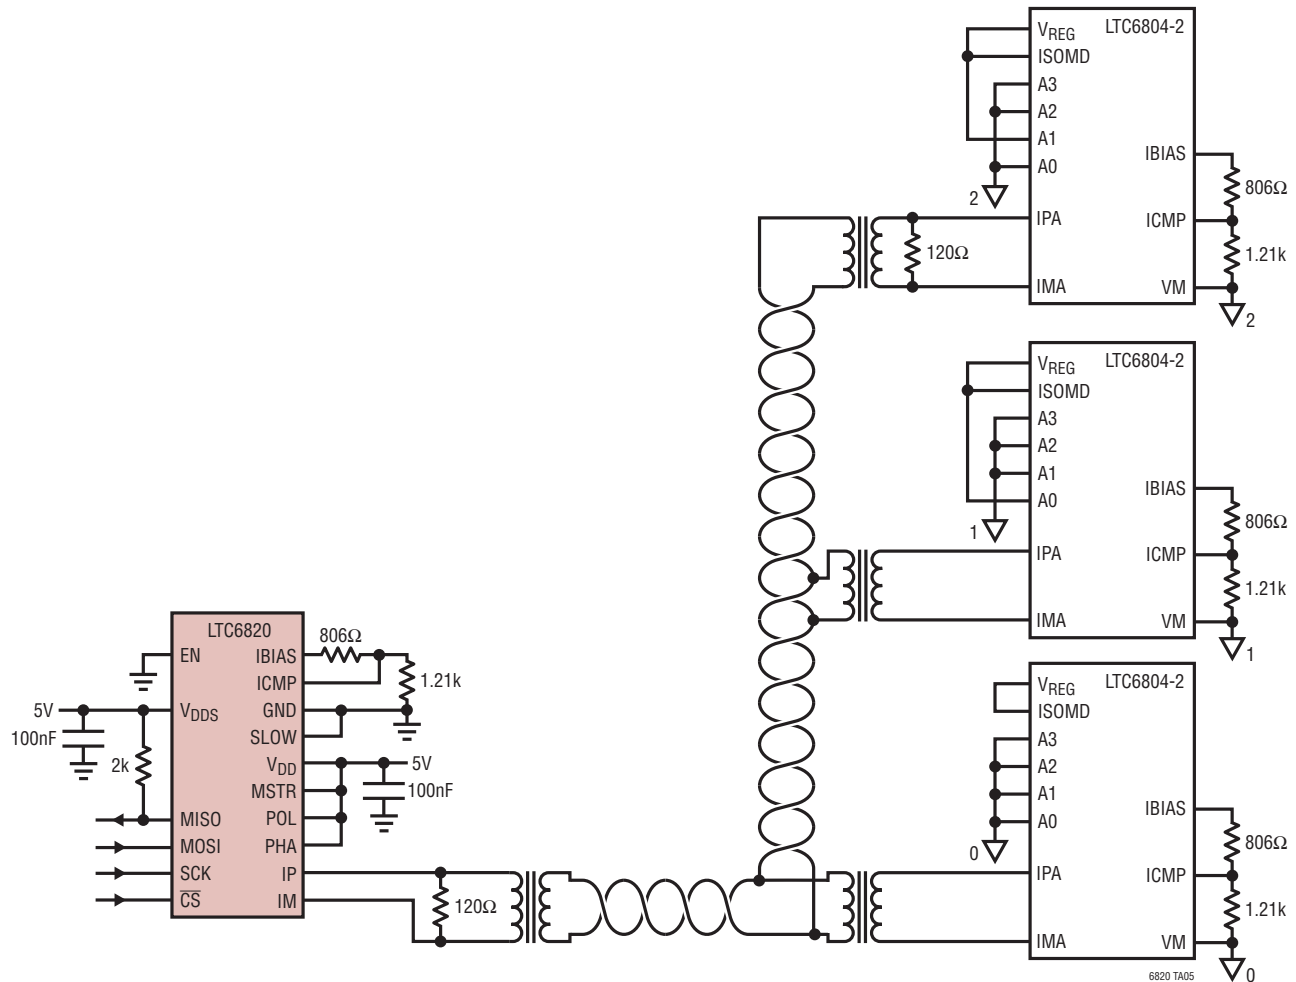 LTC6804-2
VREG
ISOMD
A3
A2
A1
A0
2
IPA
IMA
IBIAS
806Ω
ICMP
1.21k
VM
2
120Ω
LTC6804-2
VREG
ISOMD
A3
A2
A1
A0
1
IPA
IMA
IBIAS
806Ω
ICMP
1.21k
VM
1
LTC6820
EN
VDDS
MISO
MOSI
SCK
CS
5V
100nF
2k
IBIAS
ICMP
GND
SLOW
VDD
MSTR
POL
PHA
IP
IM
806Ω
1.21k
5V
100nF
120Ω
LTC6804-2
VREG
ISOMD
A3
A2
A1
A0
0
IPA
IMA
IBIAS
806Ω
ICMP
1.21k
VM
0
6820 TA05